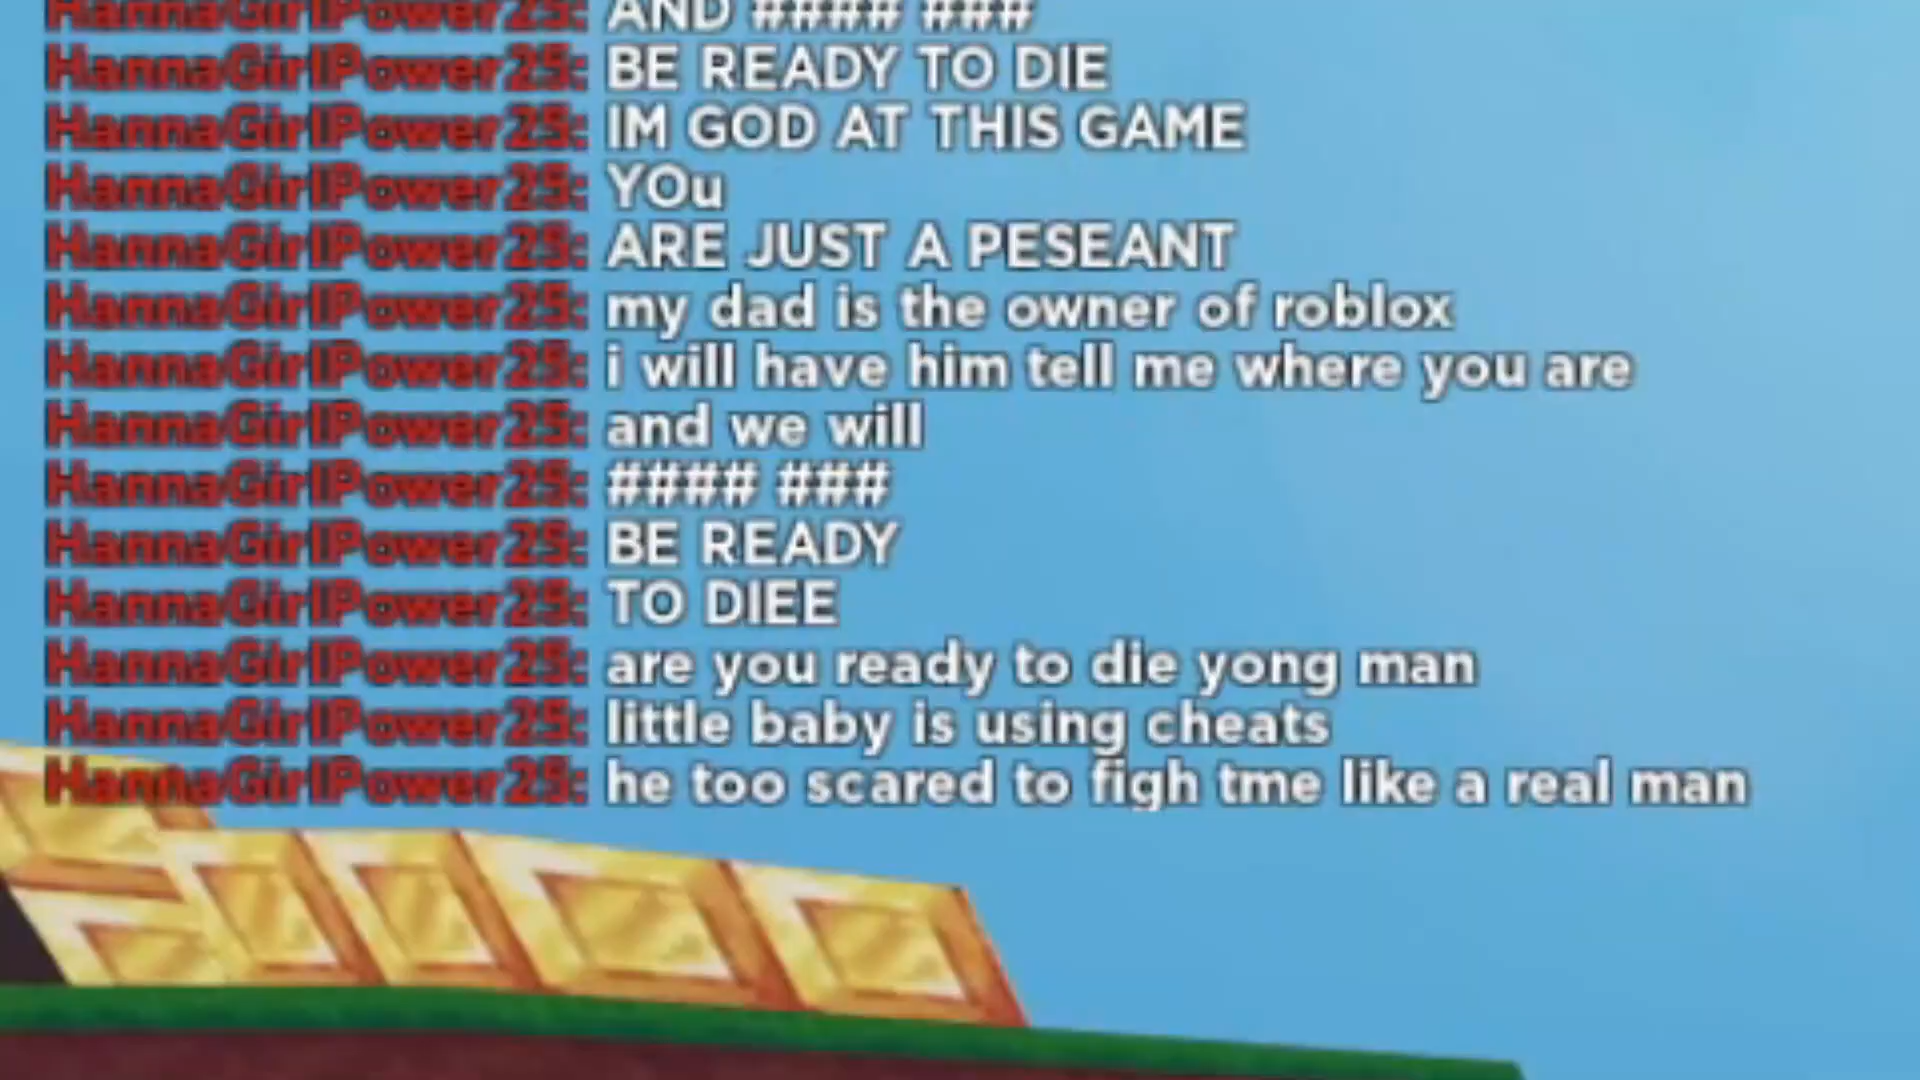 HannaGirlPower25: AND #### ###
HannaGirlPower25: BE READY TO DIE
HannaGirlPower25: IM GOD AT THIS GAME
HannaGirlPower25: YOu
HannaGirlPower25: ARE JUST A PESEANT
HannaGirlPower25: my dad is the owner of roblox
HannaGirlPower25: i will have him tell me where you are
HannaGirlPower25: and we will
HannaGirlPower25: #### ###
HannaGirlPower25: BE READY
HannaGirlPower25: TO DIEE
HannaGirlPower25: are you ready to die yong man
HannaGirlPower25: little baby is using cheats
HannaGirlPower25: he too scared to figh tme like a real man